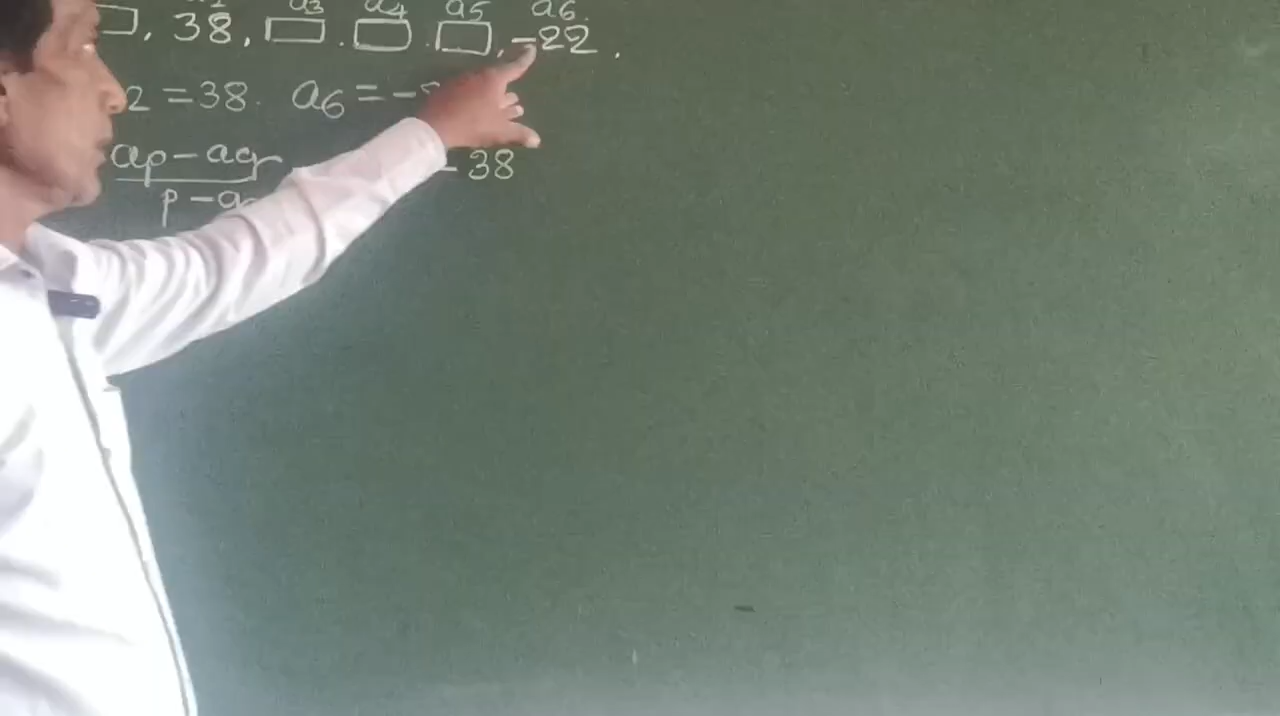 a3 a4 a5 a6.
, 38, , -22.
2 = 38. a6 = -
ap - aq - 38
p - q